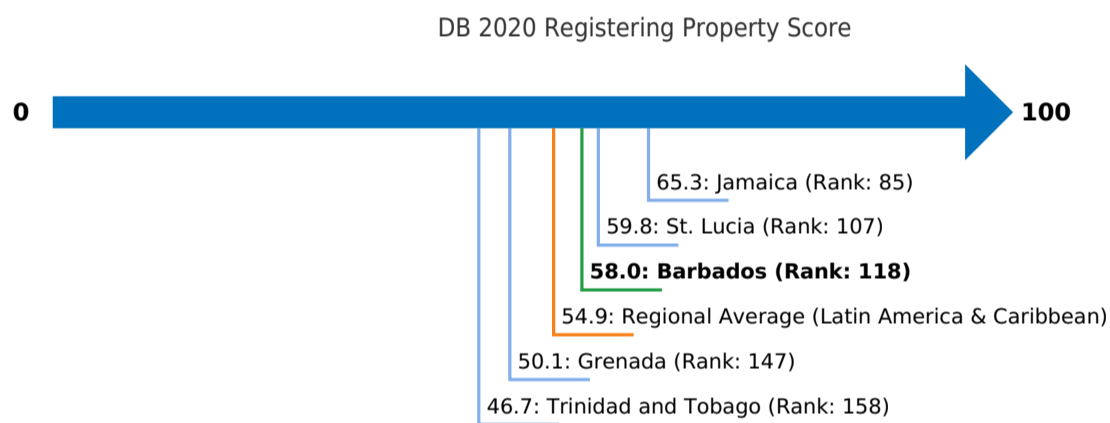 DB 2020 Registering Property Score
0
100
65.3: Jamaica (Rank: 85)
59.8: St. Lucia (Rank: 107)
58.0: Barbados (Rank: 118)
54.9: Regional Average (Latin America & Caribbean)
50.1: Grenada (Rank: 147)
46.7: Trinidad and Tobago (Rank: 158)